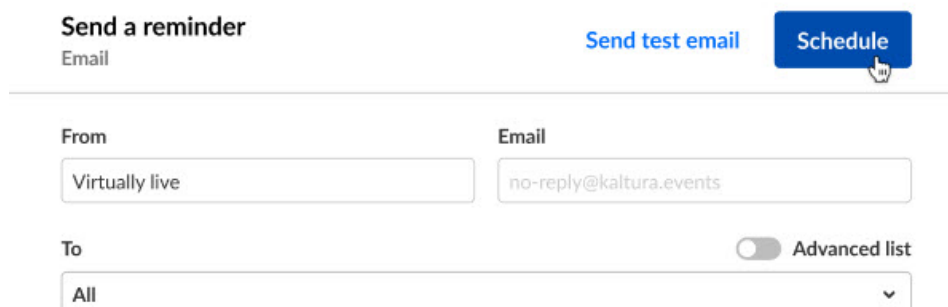 Send a reminder
Email
Send test email
Schedule
From
Email
Virtually live
no-reply@kaltura.events
To
Advanced list
All